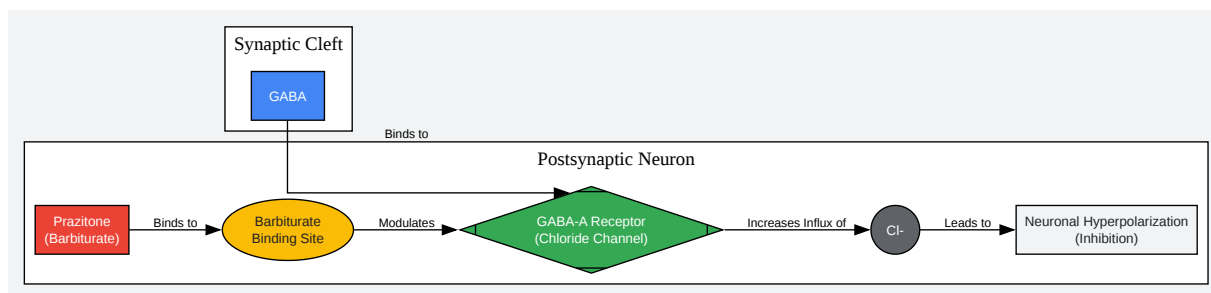 Synaptic Cleft
GABA
Binds to
Postsynaptic Neuron
Prazitone
(Barbiturate)
Binds to
Barbiturate
Binding Site
Modulates
GABA-A Receptor
(Chloride Channel)
Increases Influx of
Cl-
Leads to
Neuronal Hyperpolarization
(Inhibition)